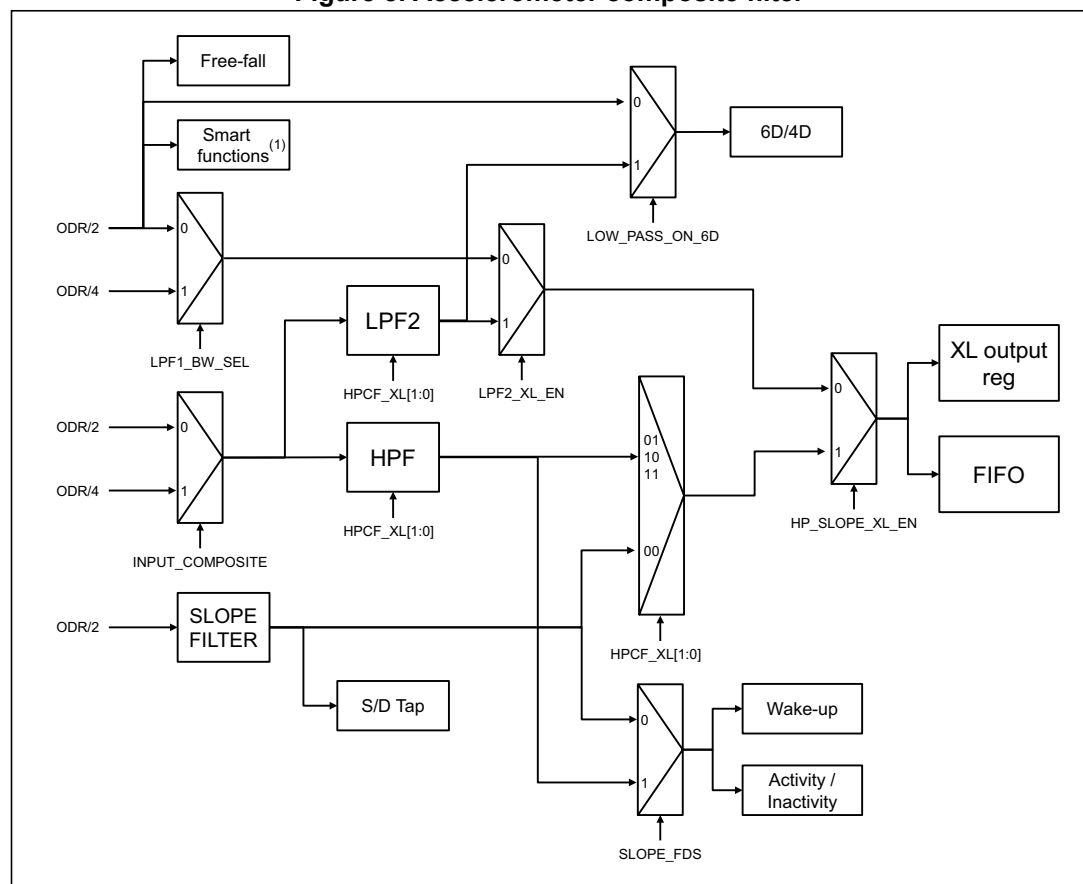 Figure 5. Accelerometer composite filter
Free-fall
Smart
functions(1)
0
6D/4D
1
ODR/2
0
LOW_PASS_ON_6D
0
ODR/4
1
LPF2
1
XL output
reg
LPF1_BW_SEL
HPCF_XL[1:0]
LPF2_XL_EN
0
ODR/2
0
HPF
01
10
11
1
FIFO
ODR/4
1
HPCF_XL[1:0]
HP_SLOPE_XL_EN
INPUT_COMPOSITE
00
SLOPE
FILTER
ODR/2
HPCF_XL[1:0]
S/D Tap
0
Wake-up
1
Activity /
Inactivity
SLOPE_FDS